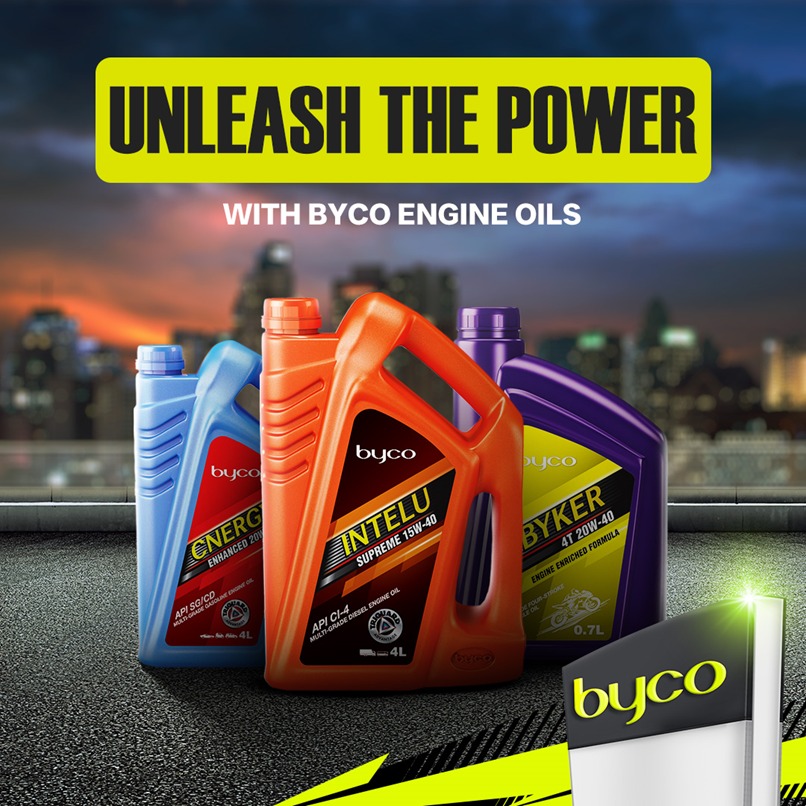 UNLEASH THE POWER
WITH BYCO ENGINE OILS
byco
ENHANCED
API SG/CD
MULTI-GRADE GASOLINE ENGINE OIL
4L
byco
INTELU
SUPREME 15W-40
API CI-4
MULTI-GRADE DIESEL ENGINE OIL
4L
byco
byco
BYKER
4T 20W-40
ENGINE ENRICHED FORMULA
0.7L
byco